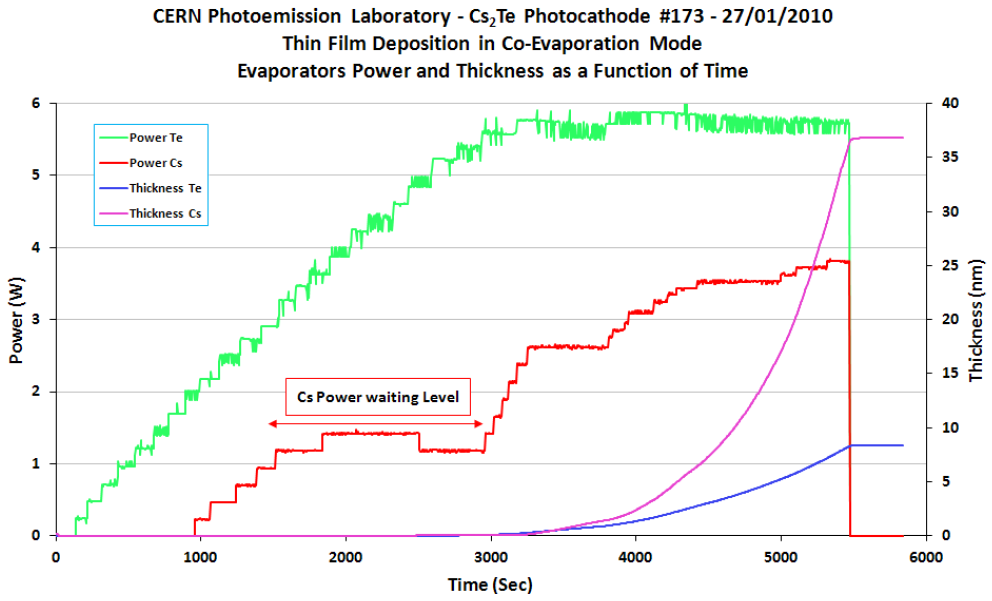 CERN Photoemission Laboratory - Cs₂Te Photocathode #173 - 27/01/2010
Thin Film Deposition in Co-Evaporation Mode
Evaporators Power and Thickness as a Function of Time
6
5
4
3
2
1
0
Power (W)
Power Te
Power Cs
Thickness Te
Thickness Cs
Cs Power waiting Level
40
35
30
25
20
15
10
5
0
Thickness (nm)
0 1000 2000 3000 4000 5000 6000
Time (Sec)